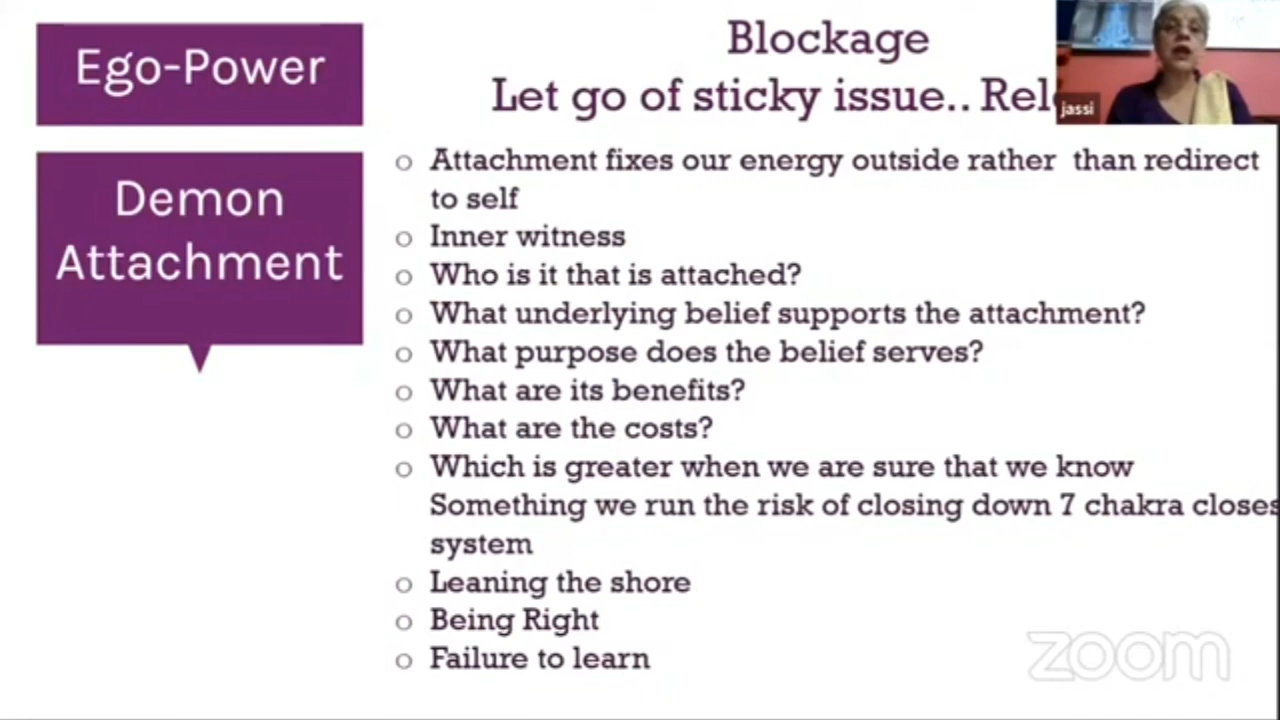 Ego-Power
Demon
Attachment
Blockage
Let go of sticky issue.. Rel
jassi
o Attachment fixes our energy outside rather than redirect
to self
o Inner witness
o Who is it that is attached?
o What underlying belief supports the attachment?
o What purpose does the belief serves?
o What are its benefits?
o What are the costs?
o Which is greater when we are sure that we know
Something we run the risk of closing down 7 chakra closes
system
o Leaning the shore
o Being Right
o Failure to learn
zoom